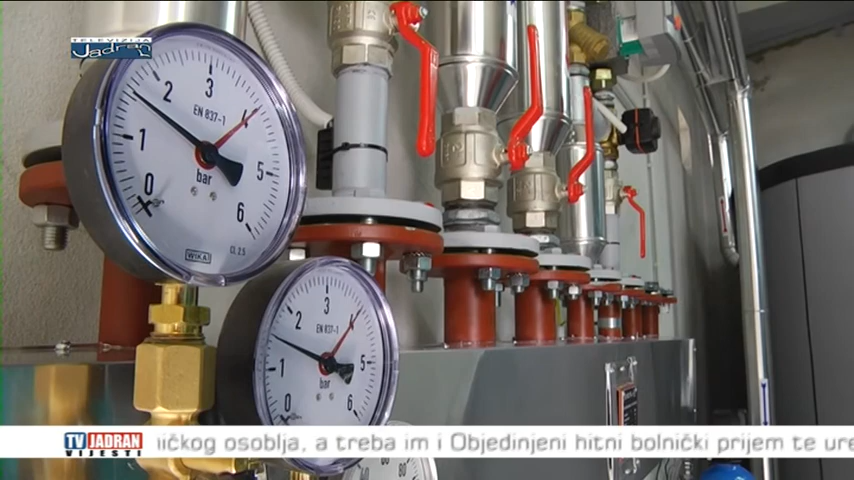 TELEVIZIJA
Jadran
3
2
EN 837-1
1
5
bar
0
6
CL 2.5
WIKA
3
2
EN 837-1
1
5
bar
0
6
TV JADRAN
VIJESTI
ičkog osoblja, a treba im i Objedinjeni hitni bolnički prijem te ure